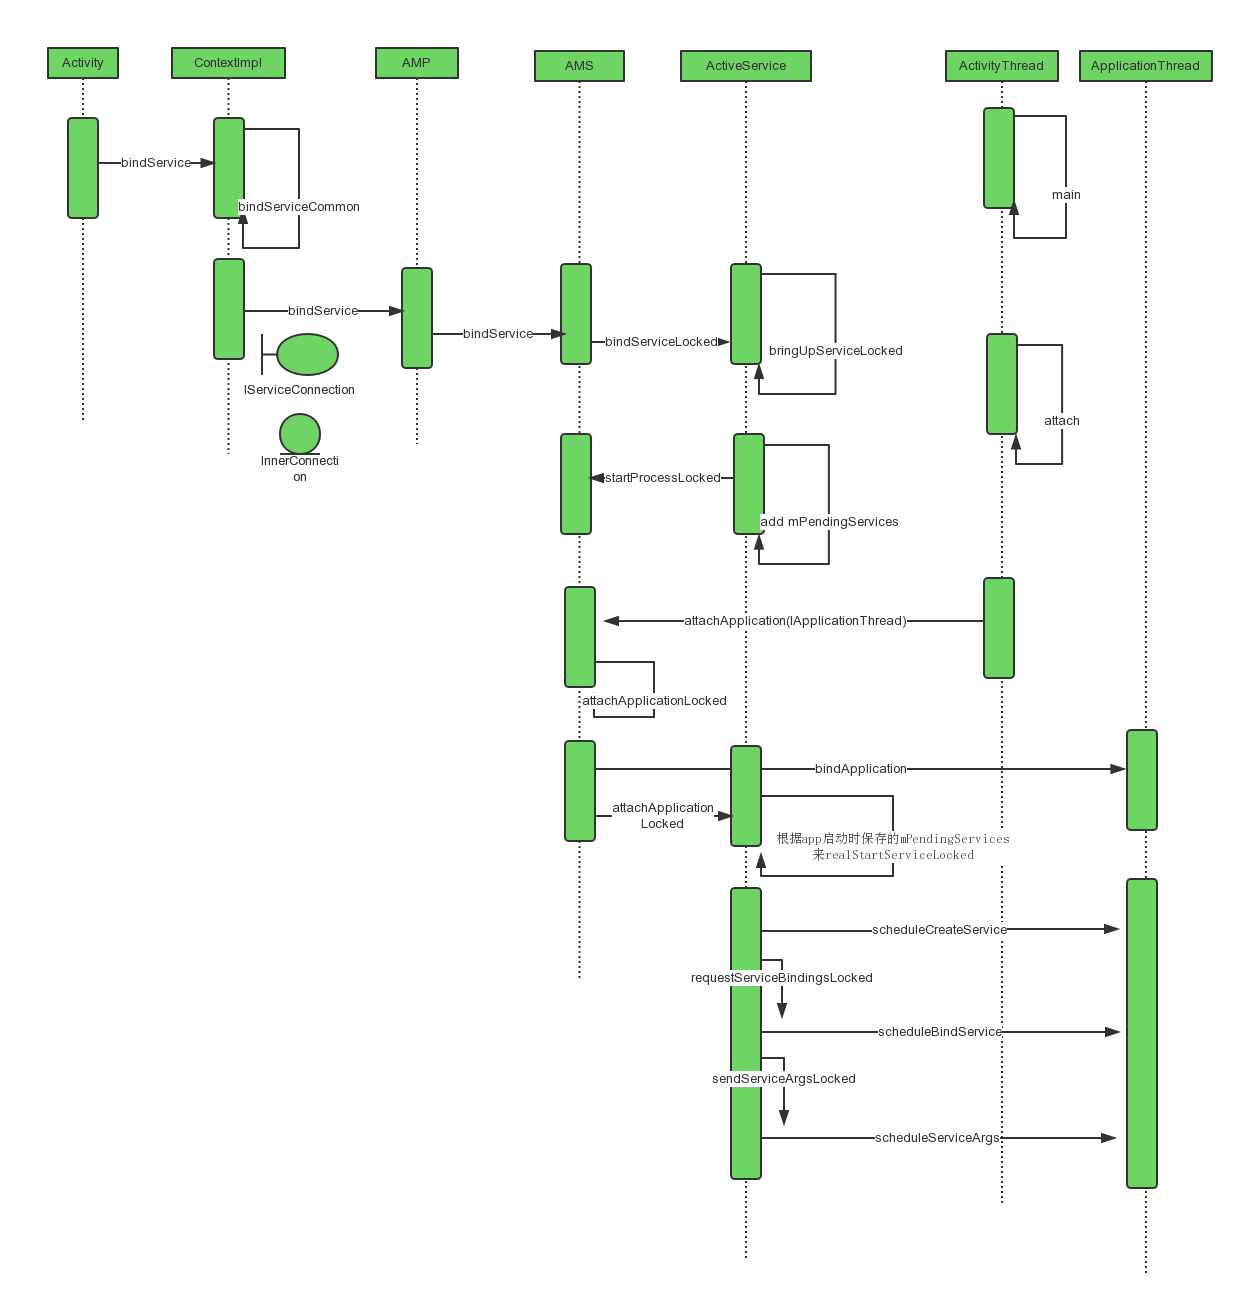 Activity
ContextImpl
AMP
AMS
ActiveService
ActivityThread
ApplicationThread
bindService
bindServiceCommon
main
bindService
bindService
bindServiceLocked
bringUpServiceLocked
IServiceConnection
attach
InnerConnecti
on
startProcessLocked
add mPendingServices
attachApplication(IApplicationThread)
attachApplicationLocked
bindApplication
attachApplication
Locked
根据app启动时保存的mPendingServices
来realStartServiceLocked
scheduleCreateService
requestServiceBindingsLocked
scheduleBindService
sendServiceArgsLocked
scheduleServiceArgs